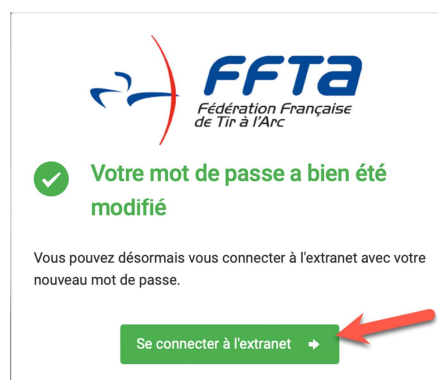 FFTa
Fédération Française
de Tir à l'Arc
Votre mot de passe a bien été
modifié
Vous pouvez désormais vous connecter à l'extranet avec votre
nouveau mot de passe.
Se connecter à l'extranet